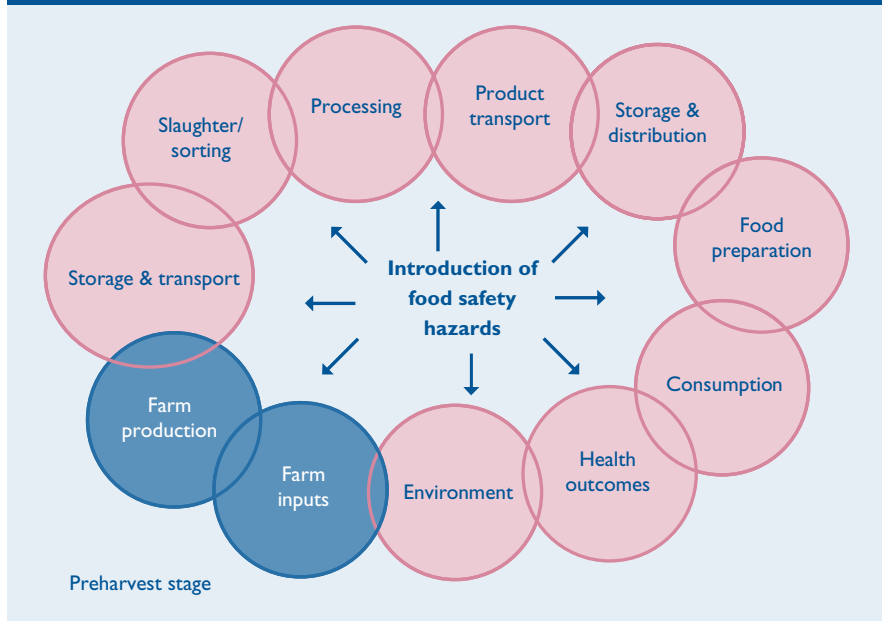 Processing
Product
transport
Storage &
distribution
Slaughter/
sorting
Food
preparation
Storage & transport
Introduction of
food safety
hazards
Consumption
Farm
production
Farm
inputs
Environment
Health
outcomes
Preharvest stage